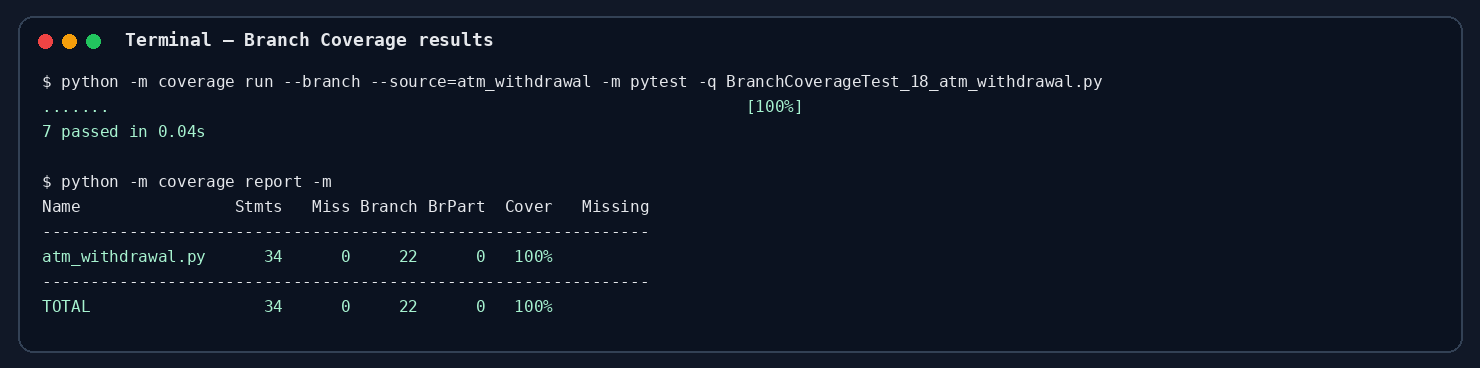 Terminal — Branch Coverage results
$ python -m coverage run --branch --source=atm_withdrawal -m pytest -q BranchCoverageTest_18_atm_withdrawal.py
.......                                                                  [100%]
7 passed in 0.04s
$ python -m coverage report -m
Name                Stmts   Miss Branch BrPart  Cover   Missing
---------------------------------------------------------------
atm_withdrawal.py      34      0     22      0   100%
---------------------------------------------------------------
TOTAL                  34      0     22      0   100%